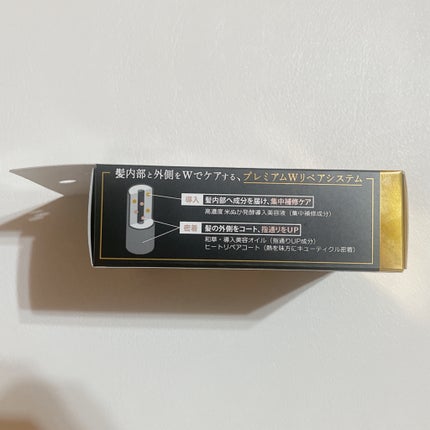 髪内部と外側をWでケアする、プレミアムWリペアシステム
導入 髪内部へ成分を届け、集中補修ケア
高濃度 米ぬか発酵導入美容液（集中補修成分）
密着 髪の外側をコート、指通りをUP
和草・導入美容オイル（指通りUP成分）
ヒートリペアコート（熱を味方にキューティクル密着）